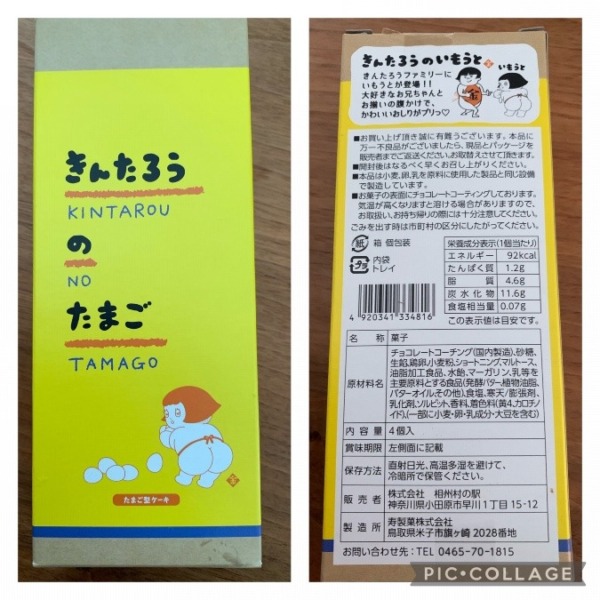 きんたろう
KINTAROU
の
NO
たまご
TAMAGO
たまご型ケーキ
きんたろうのいもうと
いもうと
きんたろうファミリーに
いもうとが登場!!
大好きなお兄ちゃんと
お揃いの腹かけで、
かわいいおしりがプリっ♡
■お買い上げ頂き誠に有難うございます。本品に
万一不良品がございましたら、現品とパッケージを
販売者までご返送ください。お取替えさせて頂きます。
■開封後はなるべく早くお召し上がりください。
■本品は小麦、卵、乳を原料に使用した製品と同じ設備
で製造しています。
■お菓子の表面にチョコレートコーティングしております。
気温が高くなりますと溶ける場合がありますので、
お取扱い、お持ち帰りの際には十分注意してください。
ごみを出す時は市町村の区分にしたがってください。
紙 箱 個包装
プラ 内袋
トレイ
栄養成分表示(1個当たり)
エネルギー 92kcal
たんぱく質 1.2g
脂質 4.6g
炭水化物 11.6g
食塩相当量 0.07g
この表示値は目安です。
4 920341 334816
名称 菓子
原材料名 チョコレートコーチング(国内製造)、砂糖、
生餡、鶏卵、小麦粉、ショートニング、マルトース、
油脂加工食品、水飴、マーガリン、乳等を
主要原料とする食品(発酵バター、植物油脂、
バターオイル、その他)、食塩、寒天/膨張剤、
乳化剤、ソルビット、香料、着色料(黄4、カロチノ
イド)、(一部に小麦・卵・乳成分・大豆を含む)
内容量 4個入
賞味期限 左側面に記載
保存方法 直射日光、高温多湿を避けて、
冷暗所で保管ください。
販売者 株式会社 相州村の駅
神奈川県小田原市早川1丁目15-12
製造所 寿製菓株式会社
鳥取県米子市旗ヶ崎2028番地
お問い合わせ先:TEL 0465-70-1815
PIC•COLLAGE